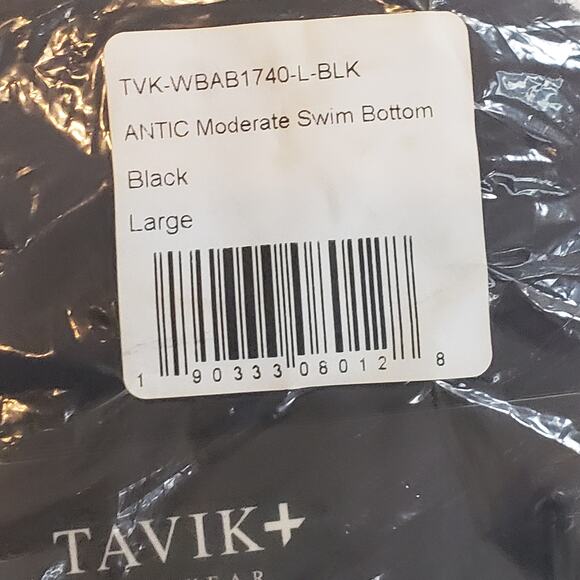 TVK-WBAB1740-L-BLK
ANTIC Moderate Swim Bottom
Black
Large
1 90333 08012 8
TAVIK+